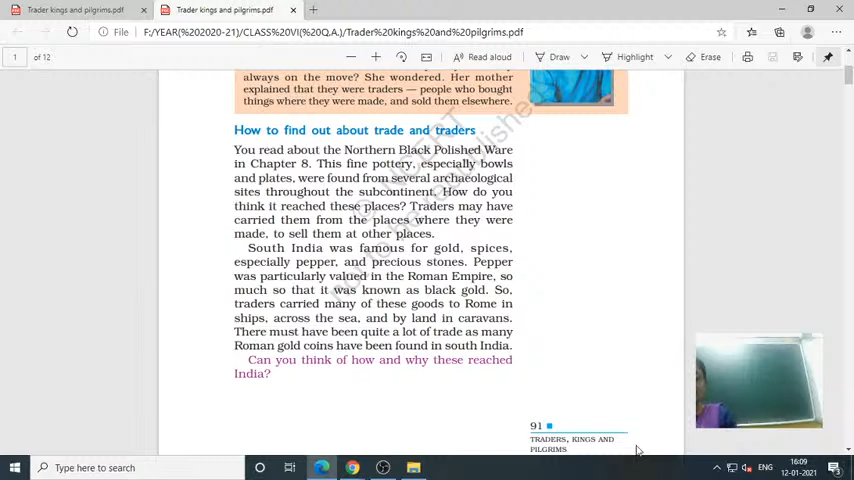 Trader kings and pilgrims.pdf
Trader kings and pilgrims.pdf
File F:/YEAR(%202020-21)/CLASS%20VI(%20Q.A.)/Trader%20kings%20and%20pilgrims.pdf
1 of 12 Read aloud Draw Highlight Erase
always on the move? She wondered. Her mother
explained that they were traders — people who bought
things where they were made, and sold them elsewhere.
How to find out about trade and traders
You read about the Northern Black Polished Ware
in Chapter 8. This fine pottery, especially bowls
and plates, were found from several archaeological
sites throughout the subcontinent. How do you
think it reached these places? Traders may have
carried them from the places where they were
made, to sell them at other places.
South India was famous for gold, spices,
especially pepper, and precious stones. Pepper
was particularly valued in the Roman Empire, so
much so that it was known as black gold. So,
traders carried many of these goods to Rome in
ships, across the sea, and by land in caravans.
There must have been quite a lot of trade as many
Roman gold coins have been found in south India.
Can you think of how and why these reached
India?
© NCERT
not to be republished
91
TRADERS, KINGS AND
PILGRIMS
Type here to search
ENG
16:09
12-01-2021
3